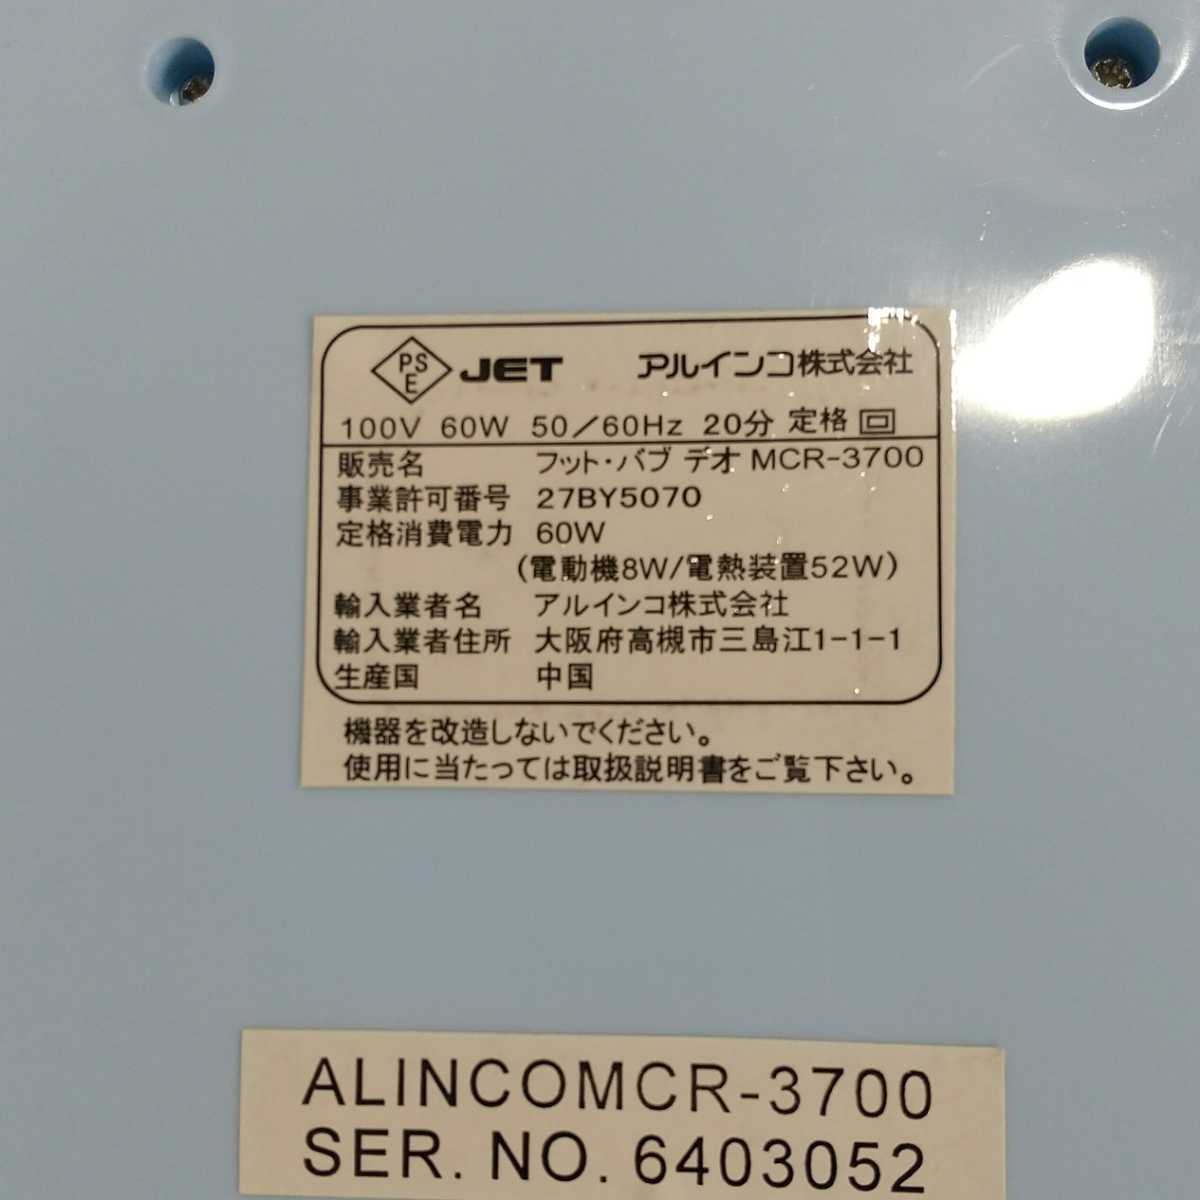 PSE JET アルインコ株式会社
100V 60W 50/60Hz 20分 定格
販売名 フット・バブ デオ MCR-3700
事業許可番号 27BY5070
定格消費電力 60W
(電動機8W/電熱装置52W)
輸入業者名 アルインコ株式会社
輸入業者住所 大阪府高槻市三島江1-1-1
生産国 中国
機器を改造しないでください。
使用に当たっては取扱説明書をご覧下さい。
ALINCOMCR-3700
SER. NO. 6403052